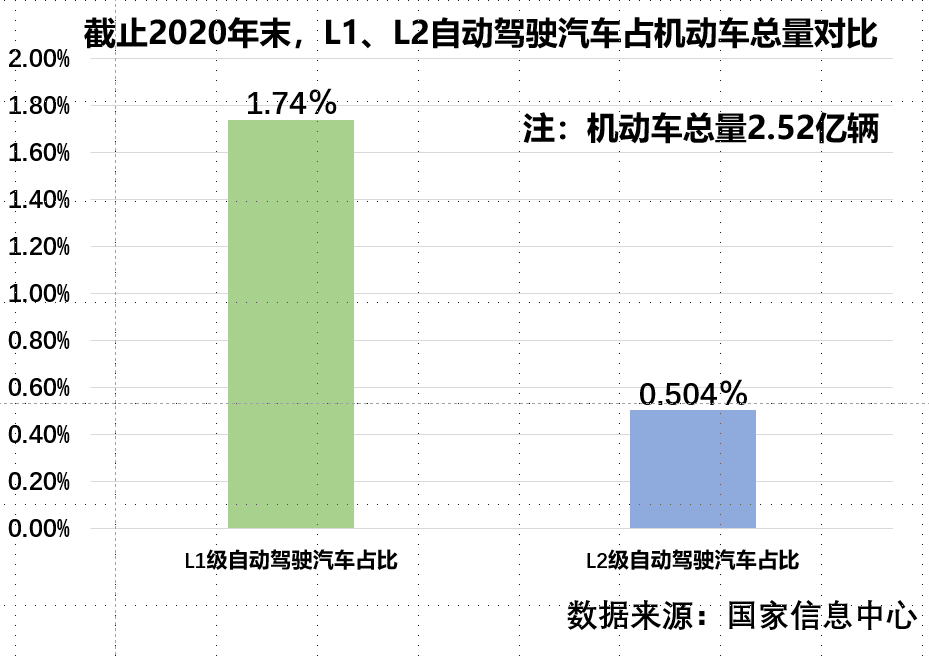 截止2020年末，L1、L2自动驾驶汽车占机动车总量对比
2.00%
1.80%
1.60%
1.40%
1.20%
1.00%
0.80%
0.60%
0.40%
0.20%
0.00%
1.74%
注：机动车总量2.52亿辆
0.504%
L1级自动驾驶汽车占比
L2级自动驾驶汽车占比
数据来源：国家信息中心